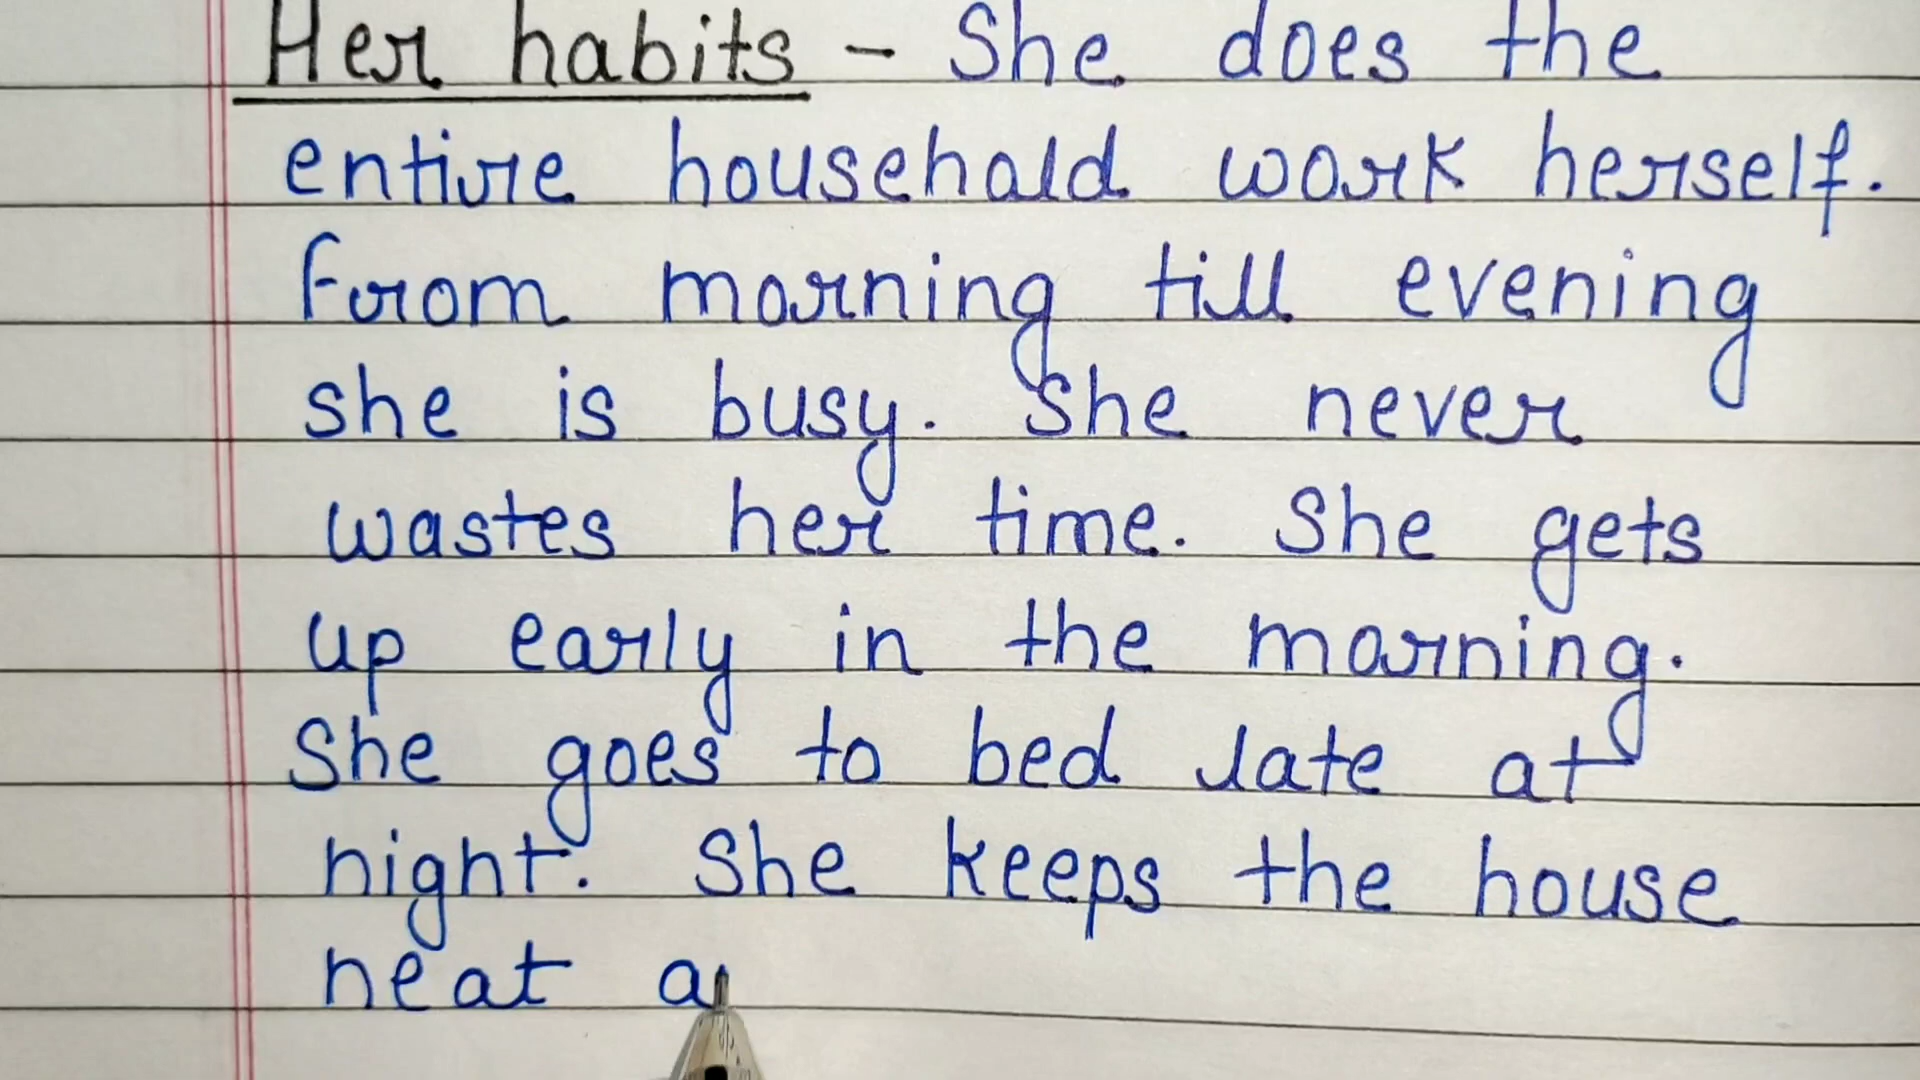 Her habits - She does the
entire household work herself.
From morning till evening
she is busy. She never
wastes her time. She gets
up early in the morning.
She goes to bed late at
night. She keeps the house
neat a